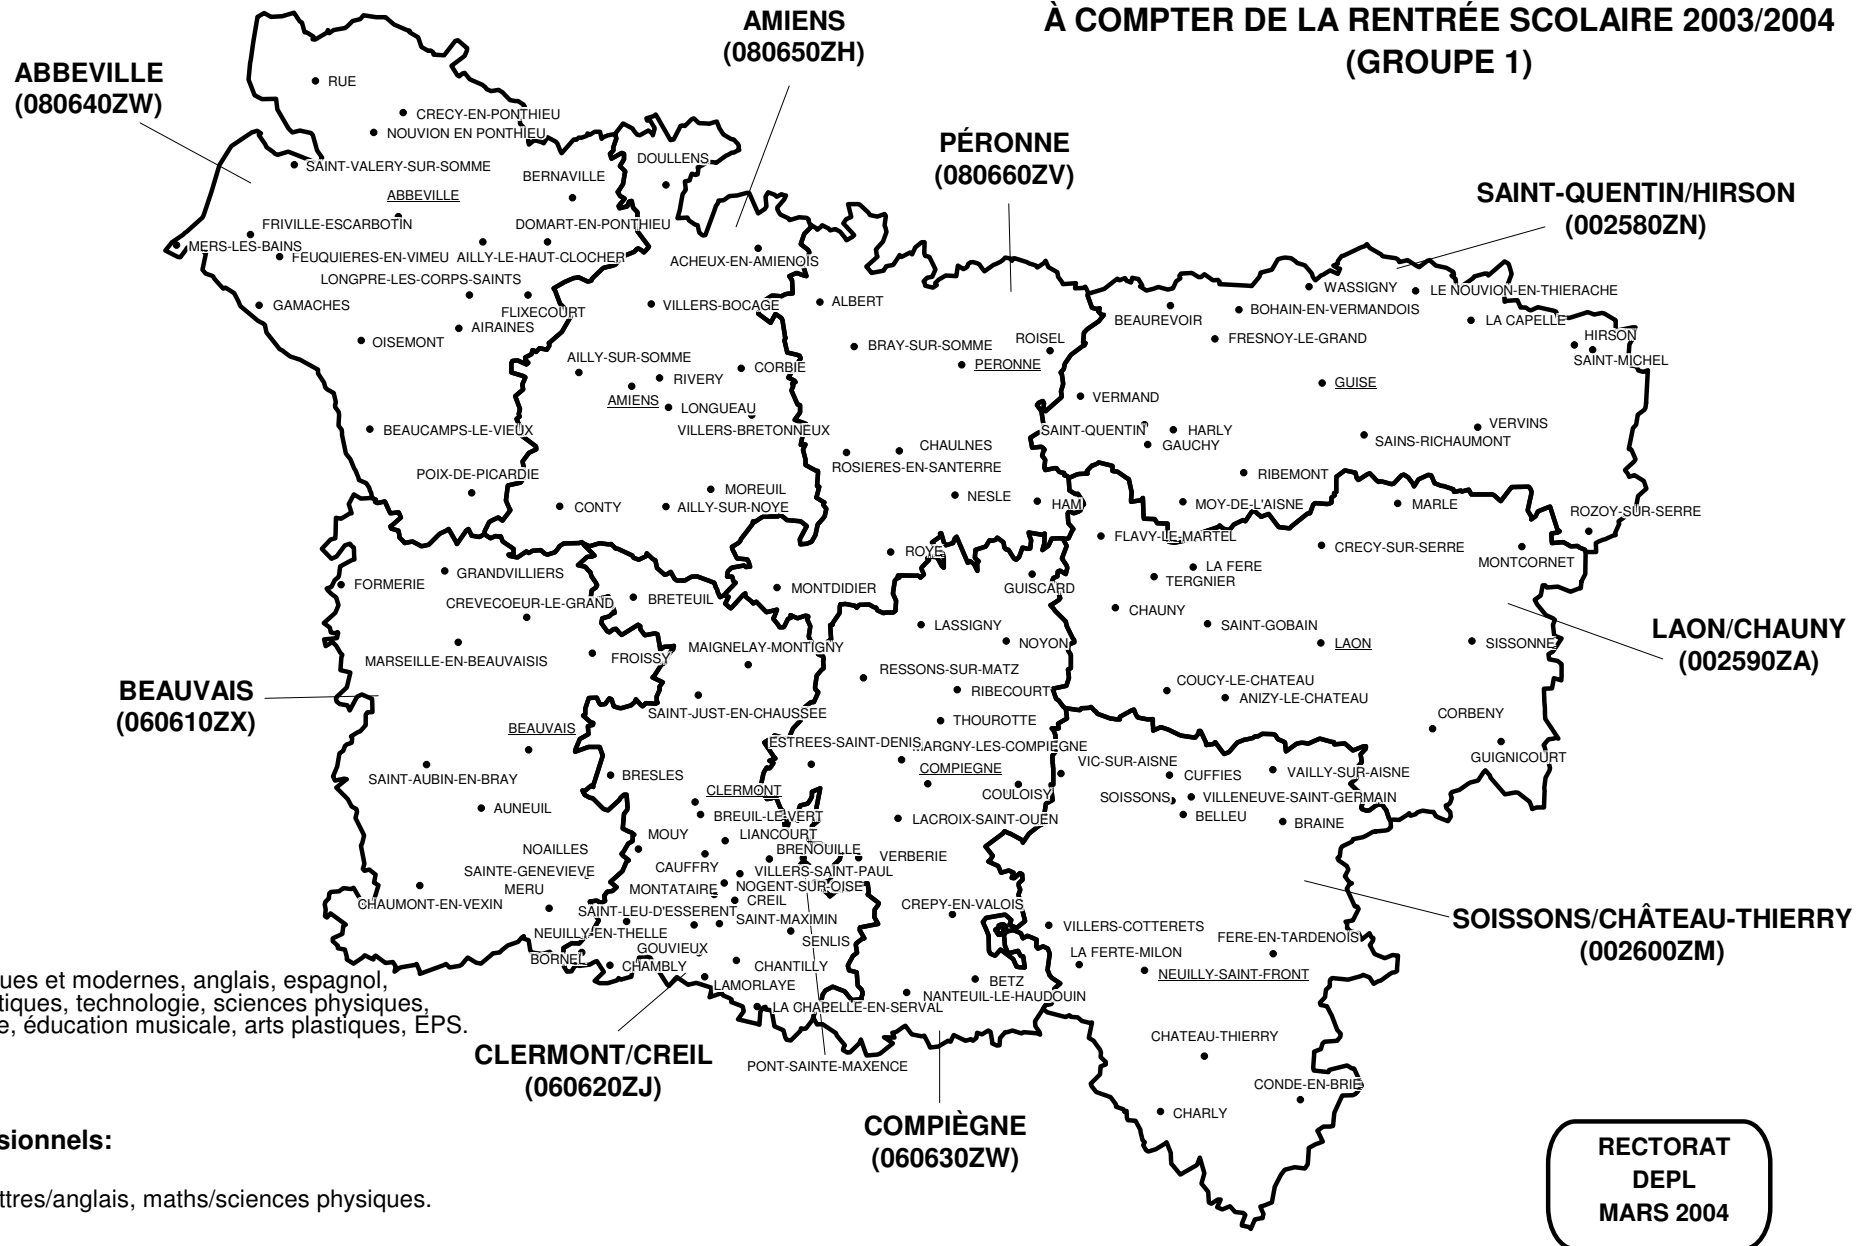 À COMPTER DE LA RENTRÉE SCOLAIRE 2003/2004
(GROUPE 1)
AMIENS
(080650ZH)
ABBEVILLE
(080640ZW)
PÉRONNE
(080660ZV)
SAINT-QUENTIN/HIRSON
(002580ZN)
RUE
CRECY-EN-PONTHIEU
NOUVION EN PONTHIEU
SAINT-VALERY-SUR-SOMME
ABBEVILLE
BERNAVILLE
DOULLENS
FRIVILLE-ESCARBOTIN
DOMART-EN-PONTHIEU
MERS-LES-BAINS
FEUQUIERES-EN-VIMEU
AILLY-LE-HAUT-CLOCHER
ACHEUX-EN-AMIENOIS
LONGPRE-LES-CORPS-SAINTS
GAMACHES
FLIXECOURT
VILLERS-BOCAGE
ALBERT
AIRAINES
OISEMONT
WASSIGNY
LE NOUVION-EN-THIERACHE
BEAUREVOIR
BOHAIN-EN-VERMANDOIS
LA CAPELLE
FRESNOY-LE-GRAND
HIRSON
SAINT-MICHEL
BRAY-SUR-SOMME
ROISEL
PERONNE
AILLY-SUR-SOMME
RIVERY
CORBIE
AMIENS
LONGUEAU
VILLERS-BRETONNEUX
GUISE
VERMAND
BEAUCAMPS-LE-VIEUX
SAINT-QUENTIN
HARLY
GAUCHY
SAINS-RICHAUMONT
VERVINS
CHAULNES
ROSIERES-EN-SANTERRE
POIX-DE-PICARDIE
RIBEMONT
MOREUIL
NESLE
HAM
CONTY
AILLY-SUR-NOYE
MOY-DE-L'AISNE
MARLE
ROZOY-SUR-SERRE
FLAVY-LE-MARTEL
CRECY-SUR-SERRE
MONTCORNET
ROYE
LA FERE
TERGNIER
FORMERIE
GRANDVILLIERS
MONTDIDIER
GUISCARD
CREVECOEUR-LE-GRAND
BRETEUIL
CHAUNY
SAINT-GOBAIN
LASSIGNY
NOYON
LAON
SISSONNE
LAON/CHAUNY
(002590ZA)
MARSEILLE-EN-BEAUVAISIS
FROISSY
MAIGNELAY-MONTIGNY
RESSONS-SUR-MATZ
RIBECOURT
COUCY-LE-CHATEAU
ANIZY-LE-CHATEAU
BEAUVAIS
(060610ZX)
SAINT-JUST-EN-CHAUSSEE
THOUROTTE
CORBENY
BEAUVAIS
ESTREES-SAINT-DENIS
MARGNY-LES-COMPIEGNE
GUIGNICOURT
VIC-SUR-AISNE
COMPIEGNE
CUFFIES
VAILLY-SUR-AISNE
SAINT-AUBIN-EN-BRAY
BRESLES
CLERMONT
COULOISY
SOISSONS
VILLENEUVE-SAINT-GERMAIN
AUNEUIL
BREUIL-LE-VERT
LACROIX-SAINT-OUEN
BELLEU
BRAINE
MOUY
LIANCOURT
NOAILLES
BRENOUILLE
VERBERIE
SAINTE-GENEVIEVE
CAUFFRY
VILLERS-SAINT-PAUL
MERU
MONTATAIRE
NOGENT-SUR-OISE
CHAUMONT-EN-VEXIN
CREIL
CREPY-EN-VALOIS
SAINT-LEU-D'ESSERENT
SAINT-MAXIMIN
SOISSONS/CHÂTEAU-THIERRY
(002600ZM)
NEUILLY-EN-THELLE
VILLERS-COTTERETS
FERE-EN-TARDENOIS
GOUVIEUX
SENLIS
LA FERTE-MILON
BORNEL
CHAMBLY
CHANTILLY
NEUILLY-SAINT-FRONT
LAMORLAYE
BETZ
NANTEUIL-LE-HAUDOUIN
LA CHAPELLE-EN-SERVAL
ues et modernes, anglais, espagnol,
tiques, technologie, sciences physiques,
e, éducation musicale, arts plastiques, EPS.
CHATEAU-THIERRY
CLERMONT/CREIL
(060620ZJ)
PONT-SAINTE-MAXENCE
CONDE-EN-BRIE
CHARLY
COMPIÈGNE
(060630ZW)
sionnels:
ttres/anglais, maths/sciences physiques.
RECTORAT
DEPL
MARS 2004